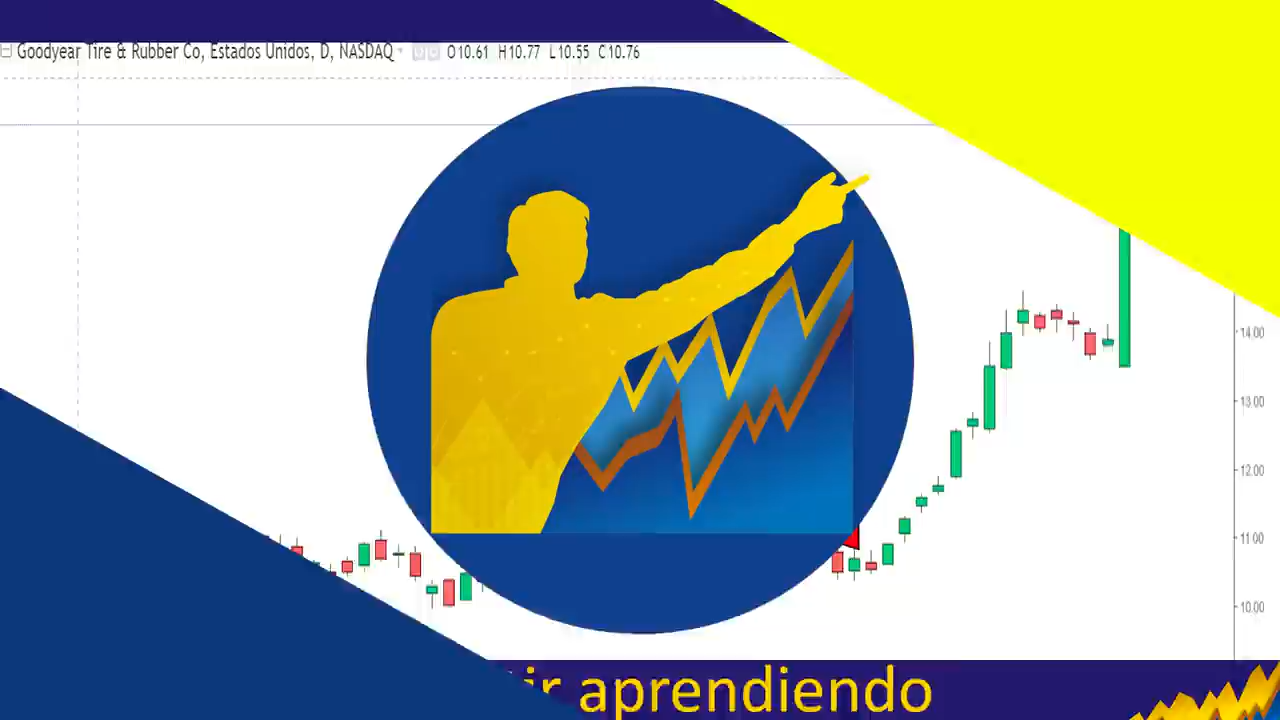 Goodyear Tire & Rubber Co, Estados Unidos, D, NASDAQ O10.61 H10.77 L10.55 C10.76
14.00
13.00
12.00
11.00
10.00
aprendiendo